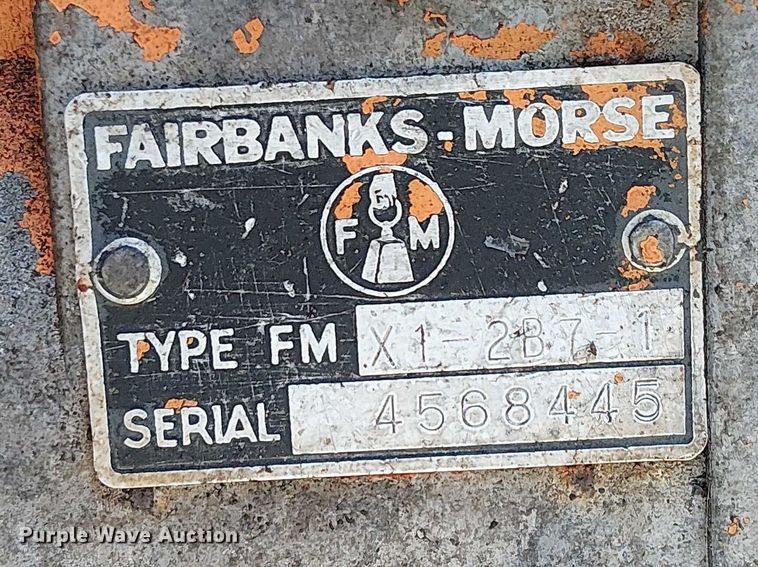 FAIRBANKS-MORSE
F M
TYPE FM X1-2B7-1
SERIAL 4568445
Purple Wave Auction